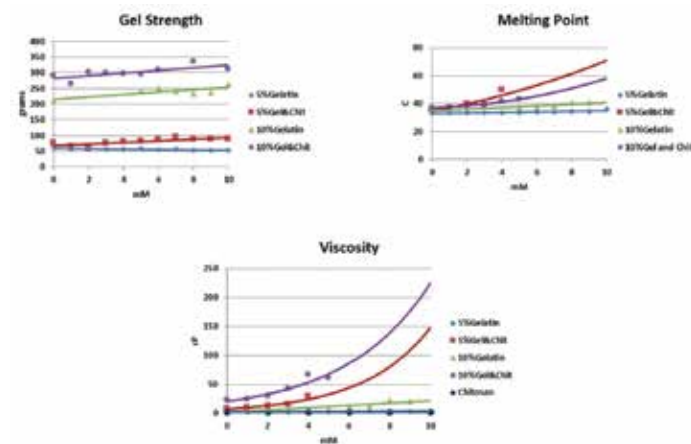 Gel Strength
400
350
300
250
200
150
100
50
0
grams
0 2 4 6 8 10
mM
5%Gelatin
5%Gel&Chit
10%Gelatin
10%Gel&Chit
Melting Point
80
60
40
20
0
C
0 2 4 6 8 10
mM
5%Gelatin
5%Gel&Chit
10%Gelatin
10%Gel and Chit
Viscosity
250
200
150
100
50
0
cP
0 2 4 6 8 10
mM
5%Gelatin
5%Gel&Chit
10%Gelatin
10%Gel&Chit
Chitosan